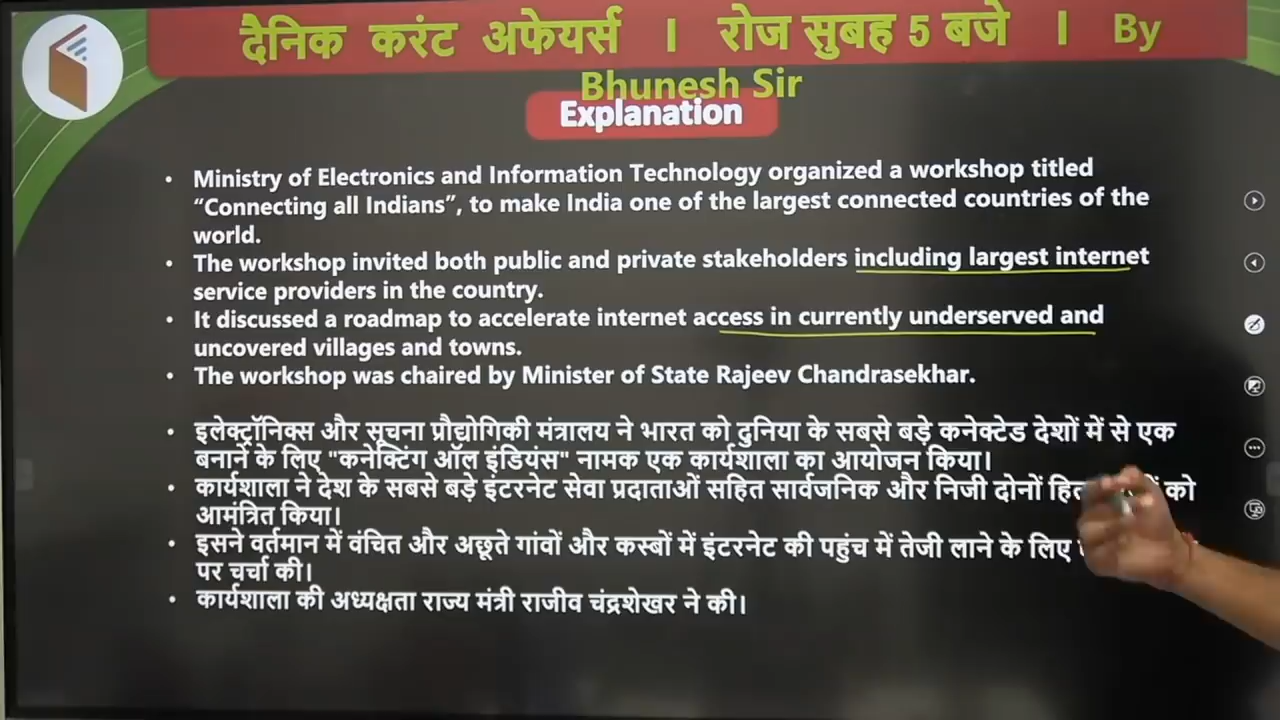 दैनिक करंट अफेयर्स । रोज सुबह 5 बजे । By
Bhunesh Sir
Explanation
• Ministry of Electronics and Information Technology organized a workshop titled
“Connecting all Indians”, to make India one of the largest connected countries of the
world.
• The workshop invited both public and private stakeholders including largest internet
service providers in the country.
• It discussed a roadmap to accelerate internet access in currently underserved and
uncovered villages and towns.
• The workshop was chaired by Minister of State Rajeev Chandrasekhar.
• इलेक्ट्रॉनिक्स और सूचना प्रौद्योगिकी मंत्रालय ने भारत को दुनिया के सबसे बड़े कनेक्टेड देशों में से एक
बनाने के लिए "कनेक्टिंग ऑल इंडियंस" नामक एक कार्यशाला का आयोजन किया।
• कार्यशाला ने देश के सबसे बड़े इंटरनेट सेवा प्रदाताओं सहित सार्वजनिक और निजी दोनों को
आमंत्रित किया।
• इसने वर्तमान में वंचित और अछूते गांवों और कस्बों में इंटरनेट की पहुंच में तेजी लाने के लिए
पर चर्चा की।
• कार्यशाला की अध्यक्षता राज्य मंत्री राजीव चंद्रशेखर ने की।